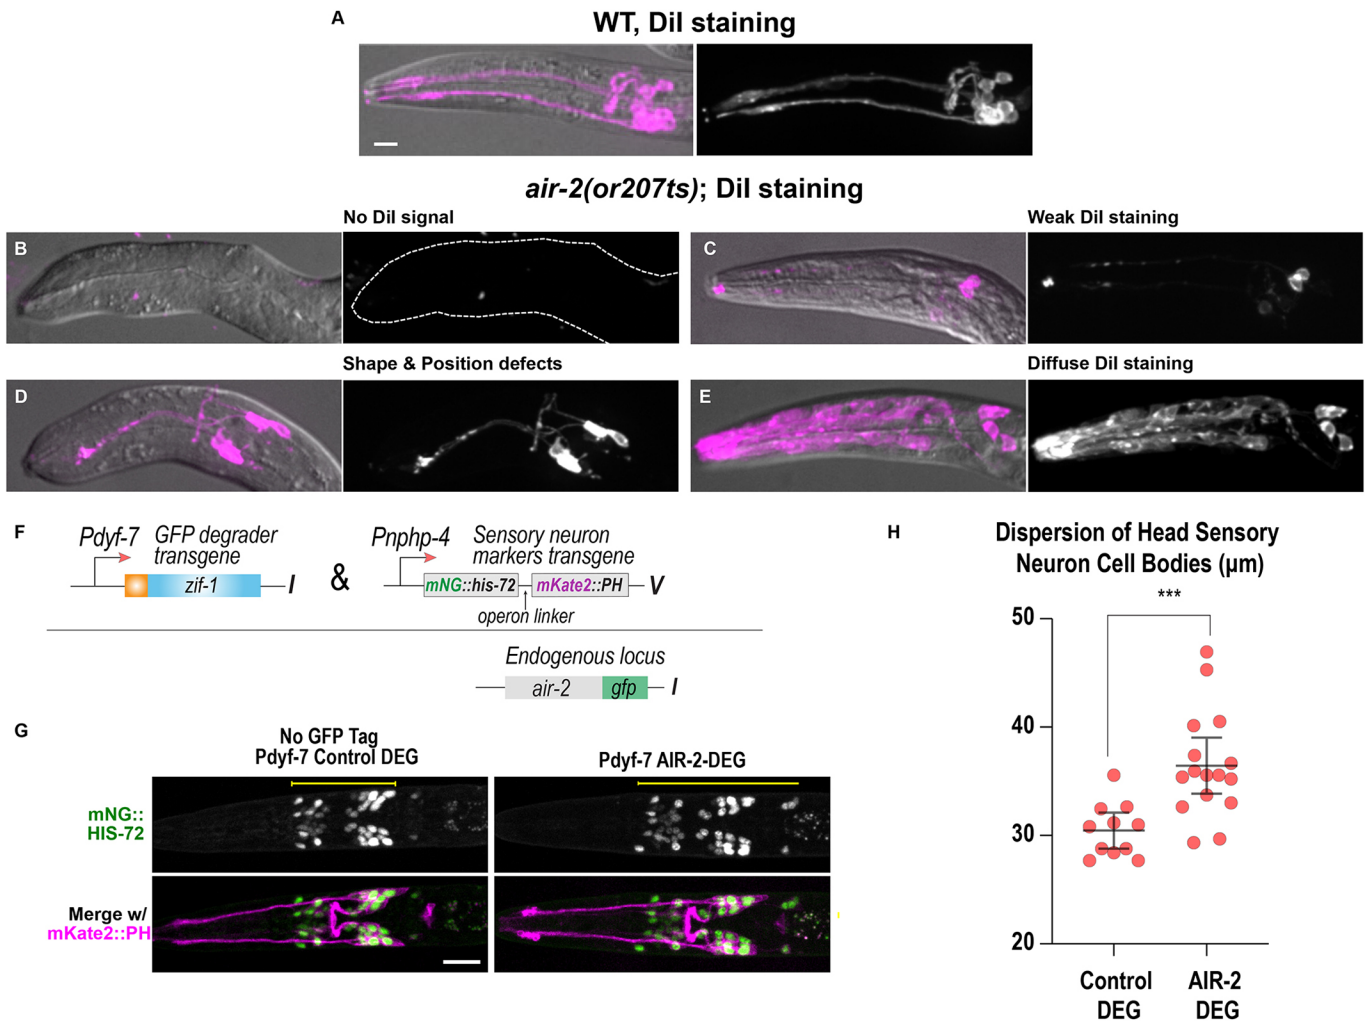 A
WT, DiI staining
air-2(or207ts); DiI staining
No DiI signal
Weak DiI staining
B
C
Shape & Position defects
Diffuse DiI staining
D
E
F
Pdyf-7
GFP degrader
transgene
zif-1
I
&
Pnphp-4
Sensory neuron
markers transgene
mNG::his-72
mKate2::PH
V
operon linker
Endogenous locus
air-2
gfp
I
G
No GFP Tag
Pdyf-7 Control DEG
Pdyf-7 AIR-2-DEG
mNG::
HIS-72
Merge w/
mKate2::PH
H
Dispersion of Head Sensory
Neuron Cell Bodies (µm)
***
50
40
30
20
Control
DEG
AIR-2
DEG